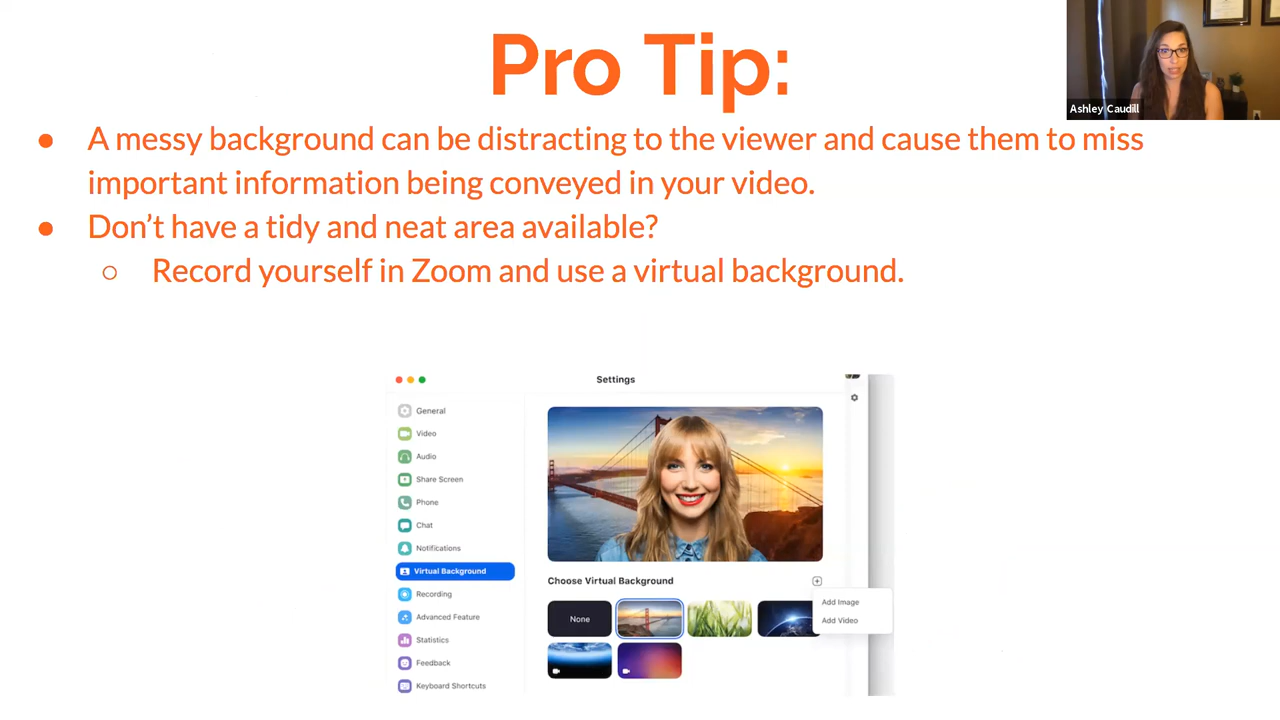 Pro Tip:
Ashley Caudill
● A messy background can be distracting to the viewer and cause them to miss
important information being conveyed in your video.
● Don't have a tidy and neat area available?
○ Record yourself in Zoom and use a virtual background.
Settings
General
Video
Audio
Share Screen
Phone
Chat
Notifications
Virtual Background
Recording
Advanced Feature
Statistics
Feedback
Keyboard Shortcuts
Choose Virtual Background
Add Image
Add Video
None